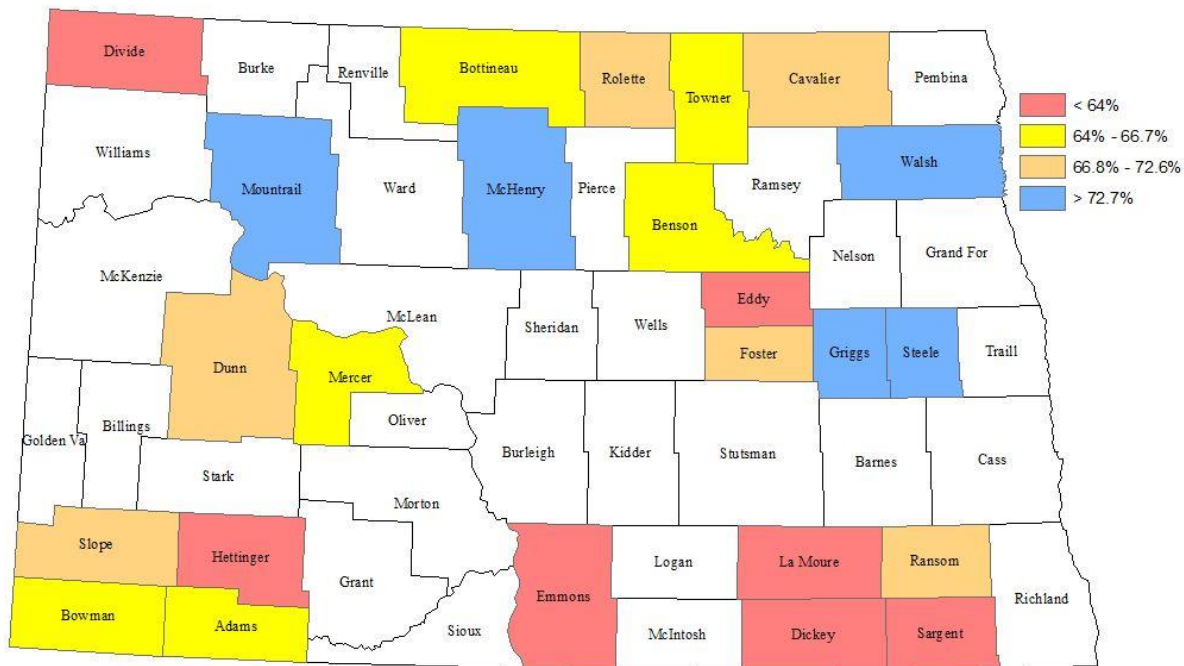 Divide
Burke
Renville
Bottineau
Rolette
Towner
Cavalier
Pembina
< 64%
64% - 66.7%
66.8% - 72.6%
> 72.7%
Williams
Mountrail
Ward
McHenry
Pierce
Benson
Ramsey
Walsh
McKenzie
Nelson
Grand For
Dunn
McLean
Sheridan
Wells
Eddy
Foster
Griggs
Steele
Traill
Mercer
Oliver
Golden Va
Billings
Stark
Burleigh
Kidder
Stutsman
Barnes
Cass
Morton
Slope
Hettinger
Grant
Emmons
Logan
La Moure
Ransom
Richland
Bowman
Adams
Sioux
McIntosh
Dickey
Sargent